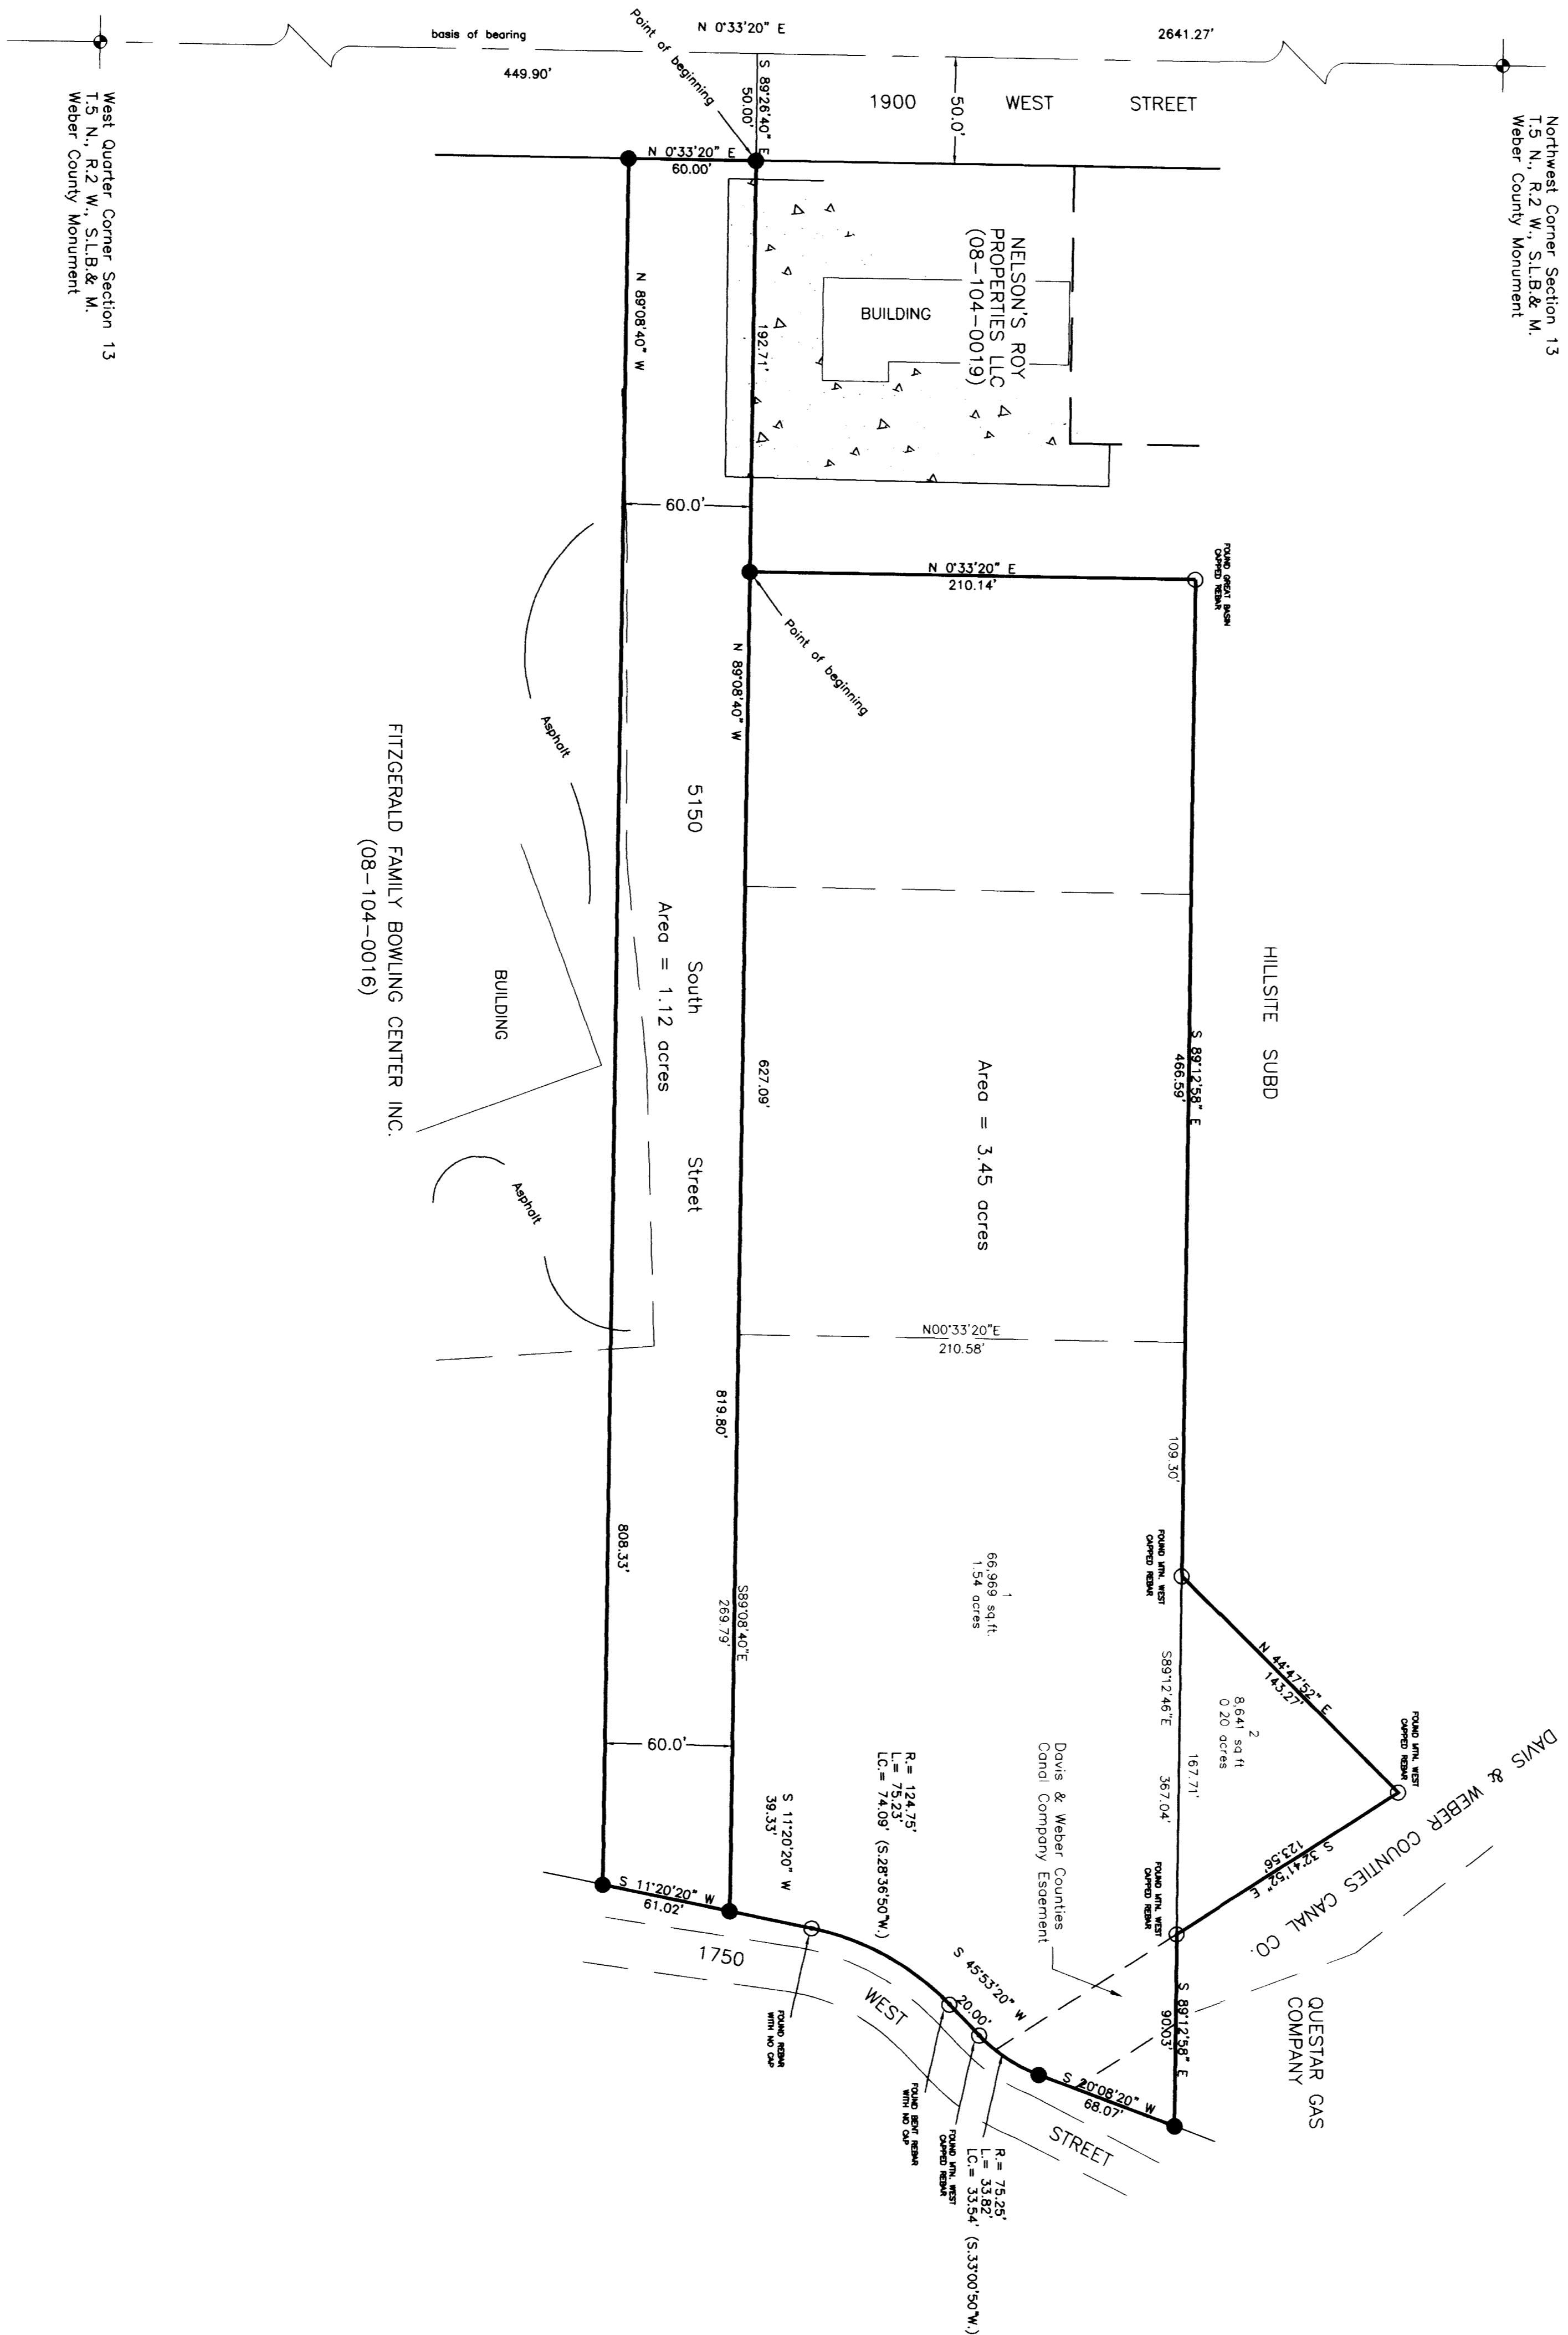 Northwest Corner Section 13
T.5 N., R.2 W., S.L.B.& M.
Weber County Monument
West Quarter Corner Section 13
T.5 N., R.2 W., S.L.B.& M.
Weber County Monument
basis of bearing
N 0°33'20" E
2641.27'
449.90'
Point of beginning
S 89°26'40" E
50.00'
1900 WEST STREET
50.0'
N 0°33'20" E
60.00'
N 89°08'40" W
192.71'
NELSON'S ROY
PROPERTIES LLC
(08-104-0019)
BUILDING
60.0'
N 0°33'20" E
210.14'
FOUND GREAT BASIN
CAPPED REBAR
Point of beginning
N 89°08'40" W
Asphalt
FITZGERALD FAMILY BOWLING CENTER INC.
(08-104-0016)
BUILDING
Asphalt
5150 South Street
Area = 1.12 acres
627.09'
Area = 3.45 acres
HILLSITE SUBD
S 89°12'58" E
466.59'
N00°33'20"E
210.58'
819.80'
808.33'
109.30'
FOUND MTN. WEST
CAPPED REBAR
1
66,969 sq.ft.
1.54 acres
S89°08'40"E
269.79'
60.0'
S89°12'46"E
367.04'
167.71'
2
8,641 sq ft
0 20 acres
N 44°47'52" E
143.27'
FOUND MTN. WEST
CAPPED REBAR
S 32°41'52" E
123.56'
DAVIS & WEBER COUNTIES CANAL CO.
FOUND MTN. WEST
CAPPED REBAR
Davis & Weber Counties
Canal Company Esaement
R.= 124.75'
L.= 75.23'
LC.= 74.09' (S.28°36'50"W.)
S 11°20'20" W
39.33'
S 11°20'20" W
61.02'
1750 WEST STREET
FOUND REBAR
WITH NO CAP
S 45°53'20" W
20.00'
FOUND BENT REBAR
WITH NO CAP
FOUND MTN. WEST
CAPPED REBAR
R.= 75.25'
L.= 33.82'
LC.= 33.54' (S.33°00'50"W.)
S 20°08'20" W
68.07'
S 89°12'58" E
90.03'
QUESTAR GAS
COMPANY